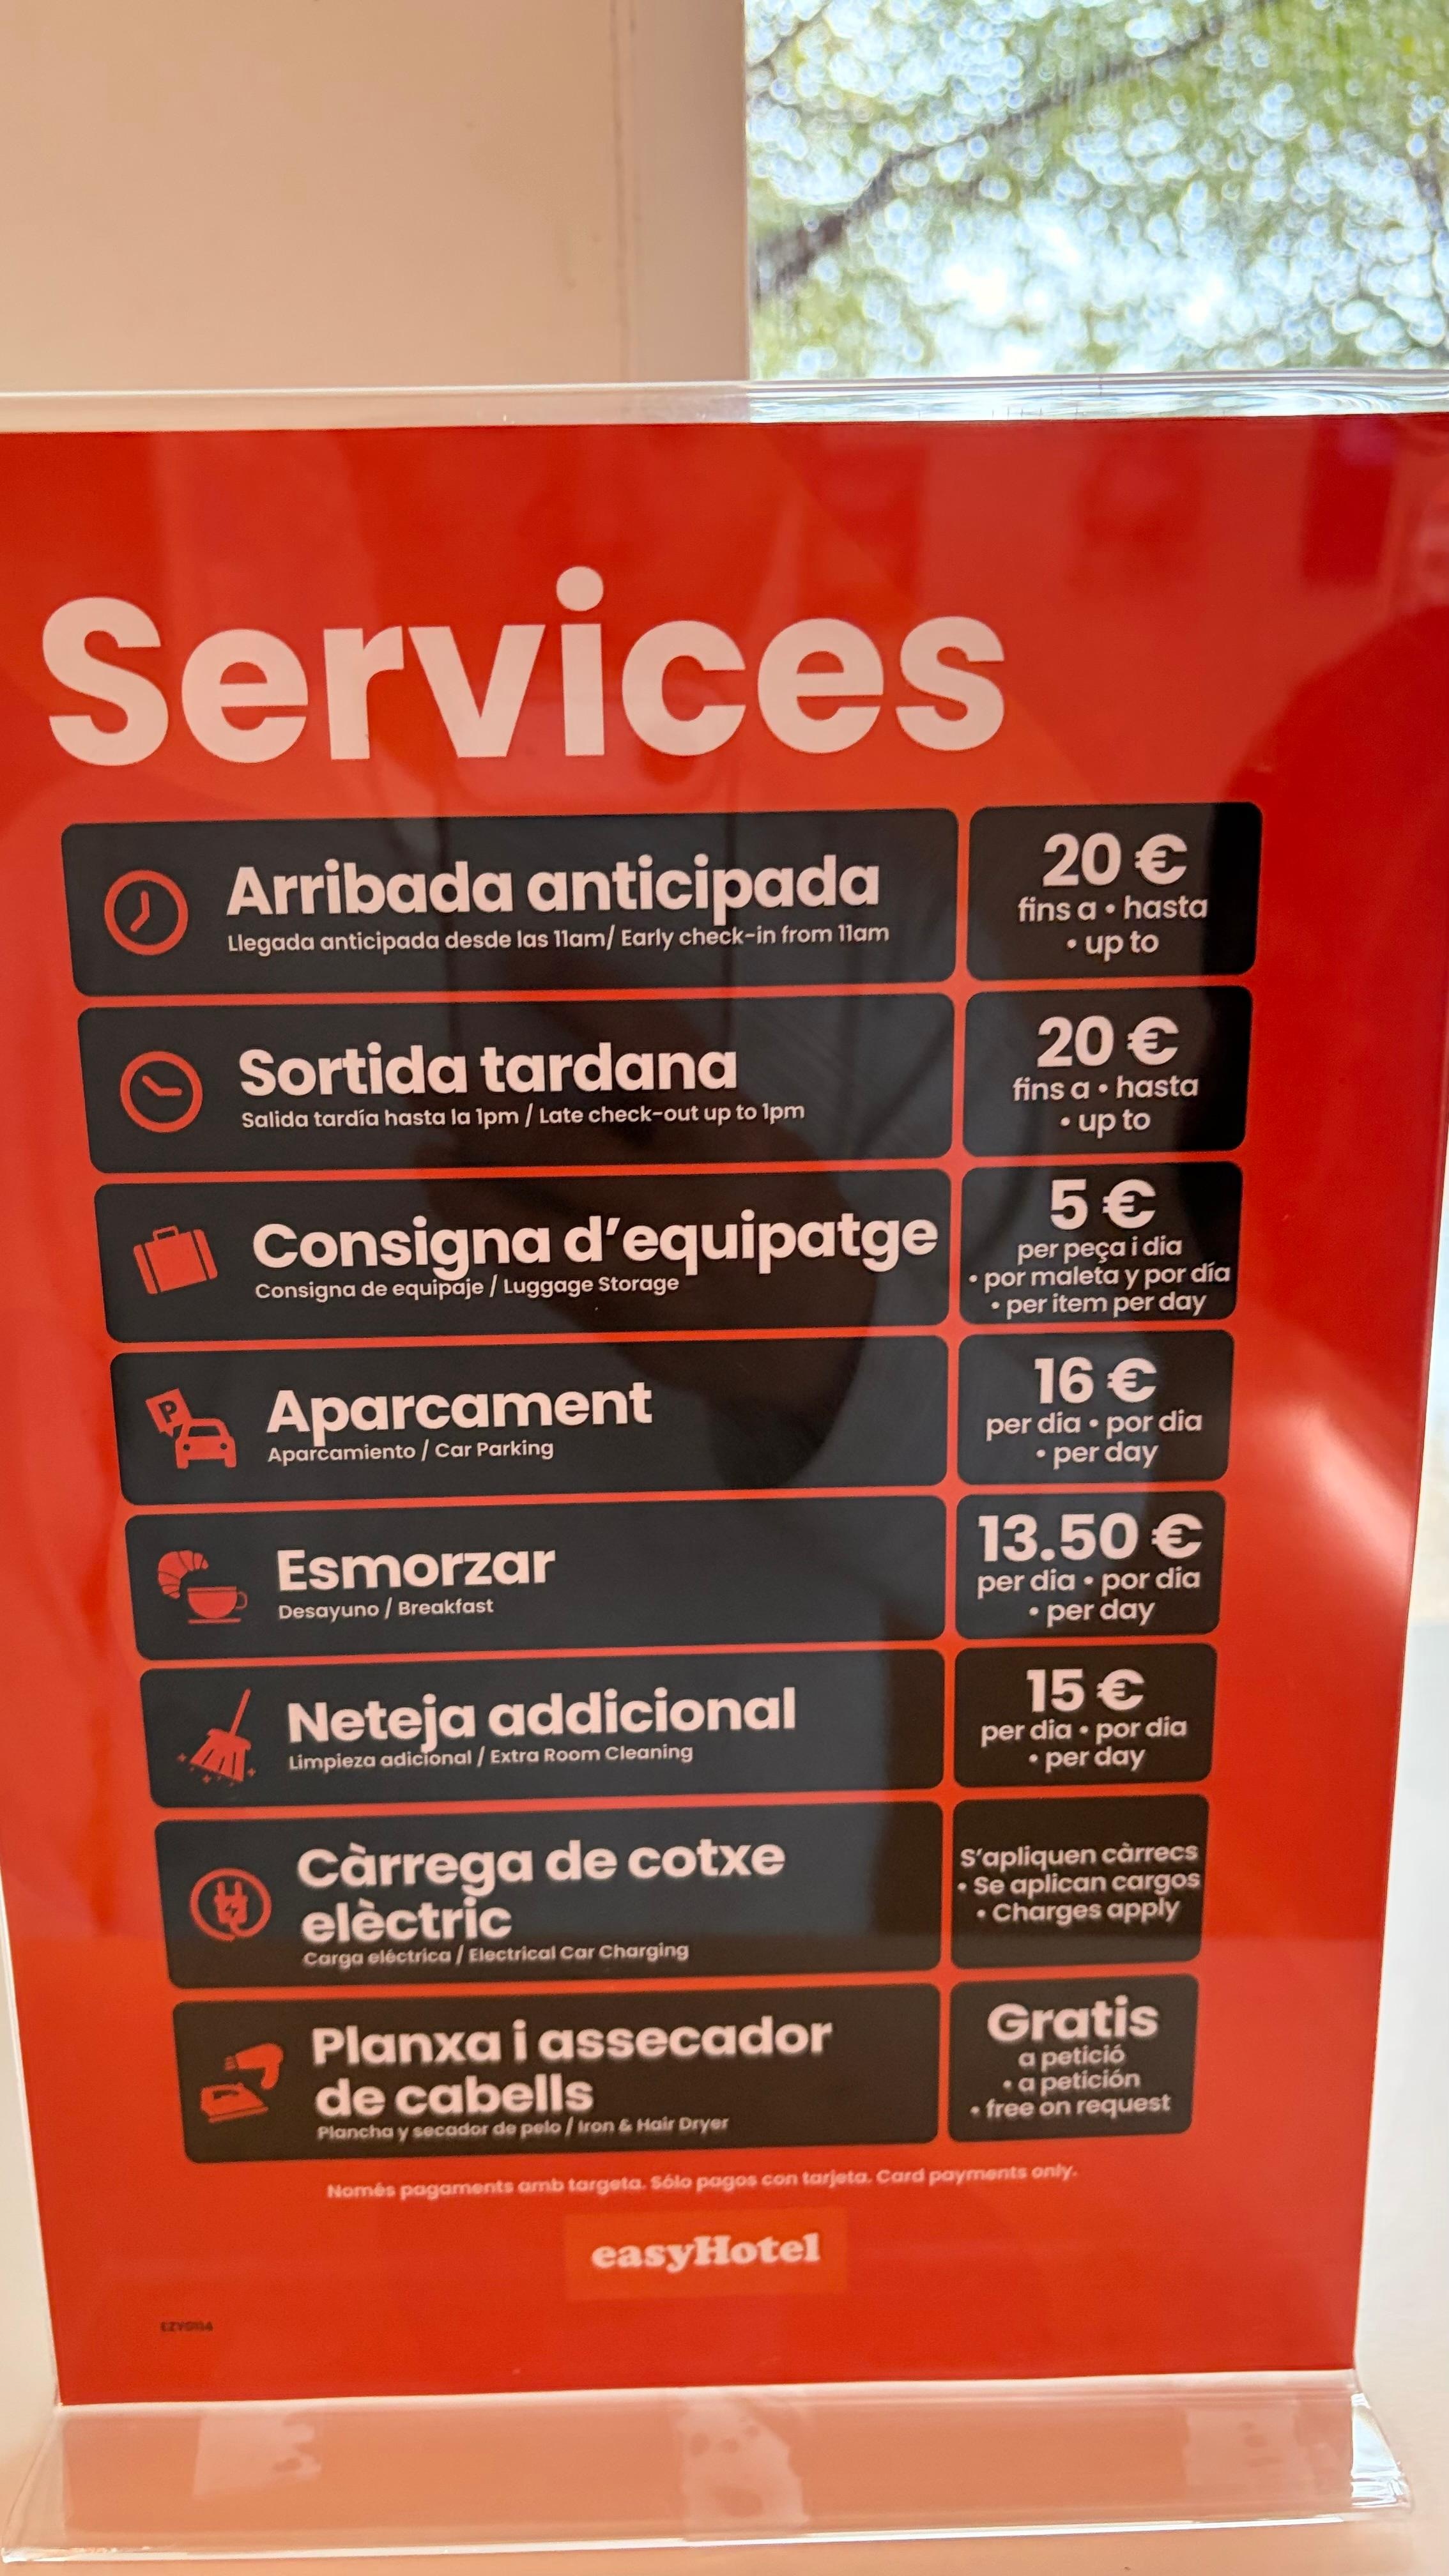 Services
Arribada anticipada
Llegada anticipada desde las 11am/ Early check-in from 11am
20 €
fins a • hasta
• up to
Sortida tardana
Salida tardía hasta la 1pm / Late check-out up to 1pm
20 €
fins a • hasta
• up to
Consigna d'equipatge
Consigna de equipaje / Luggage Storage
5 €
per peça i dia
• por maleta y por día
• per item per day
Aparcament
Aparcamiento / Car Parking
16 €
per dia • por dia
• per day
Esmorzar
Desayuno / Breakfast
13.50 €
per dia • por dia
• per day
Neteja addicional
Limpieza adicional / Extra Room Cleaning
15 €
per dia • por dia
• per day
Càrrega de cotxe
elèctric
Carga eléctrica / Electrical Car Charging
S'apliquen càrrecs
• Se aplican cargos
• Charges apply
Planxa i assecador
de cabells
Plancha y secador de pelo / Iron & Hair Dryer
Gratis
a petició
• a petición
• free on request
Només pagaments amb targeta. Sólo pagos con tarjeta. Card payments only.
easyHotel